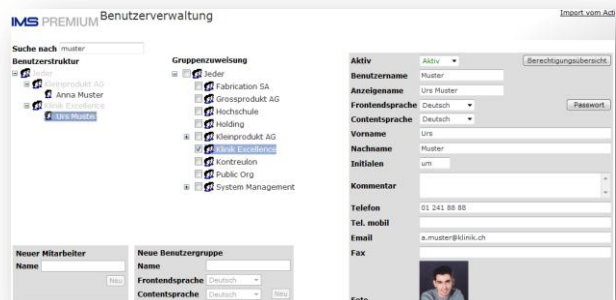 IMS PREMIUM Benutzerverwaltung
Import vom Acti
Suche nach muster
Benutzerstruktur
Jeder
Kleinprodukt AG
Anna Muster
Klinik Excellence
Urs Muster
Gruppenzuweisung
Jeder
Fabrication SA
Grossprodukt AG
Hochschule
Holding
Kleinprodukt AG
Klinik Excellence
Kontreulon
Public Org
System Management
Aktiv Aktiv Berechtigungsübersicht
Benutzername Muster
Anzeigename Urs Muster
Frontendsprache Deutsch Passwort
Contentsprache Deutsch
Vorname Urs
Nachname Muster
Initialen um
Kommentar
Telefon 01 241 88 88
Tel. mobil
Email a.muster@klinik.ch
Fax
Foto
Neuer Mitarbeiter
Name
Neu
Neue Benutzergruppe
Name
Frontendsprache Deutsch
Contentsprache Deutsch Neu